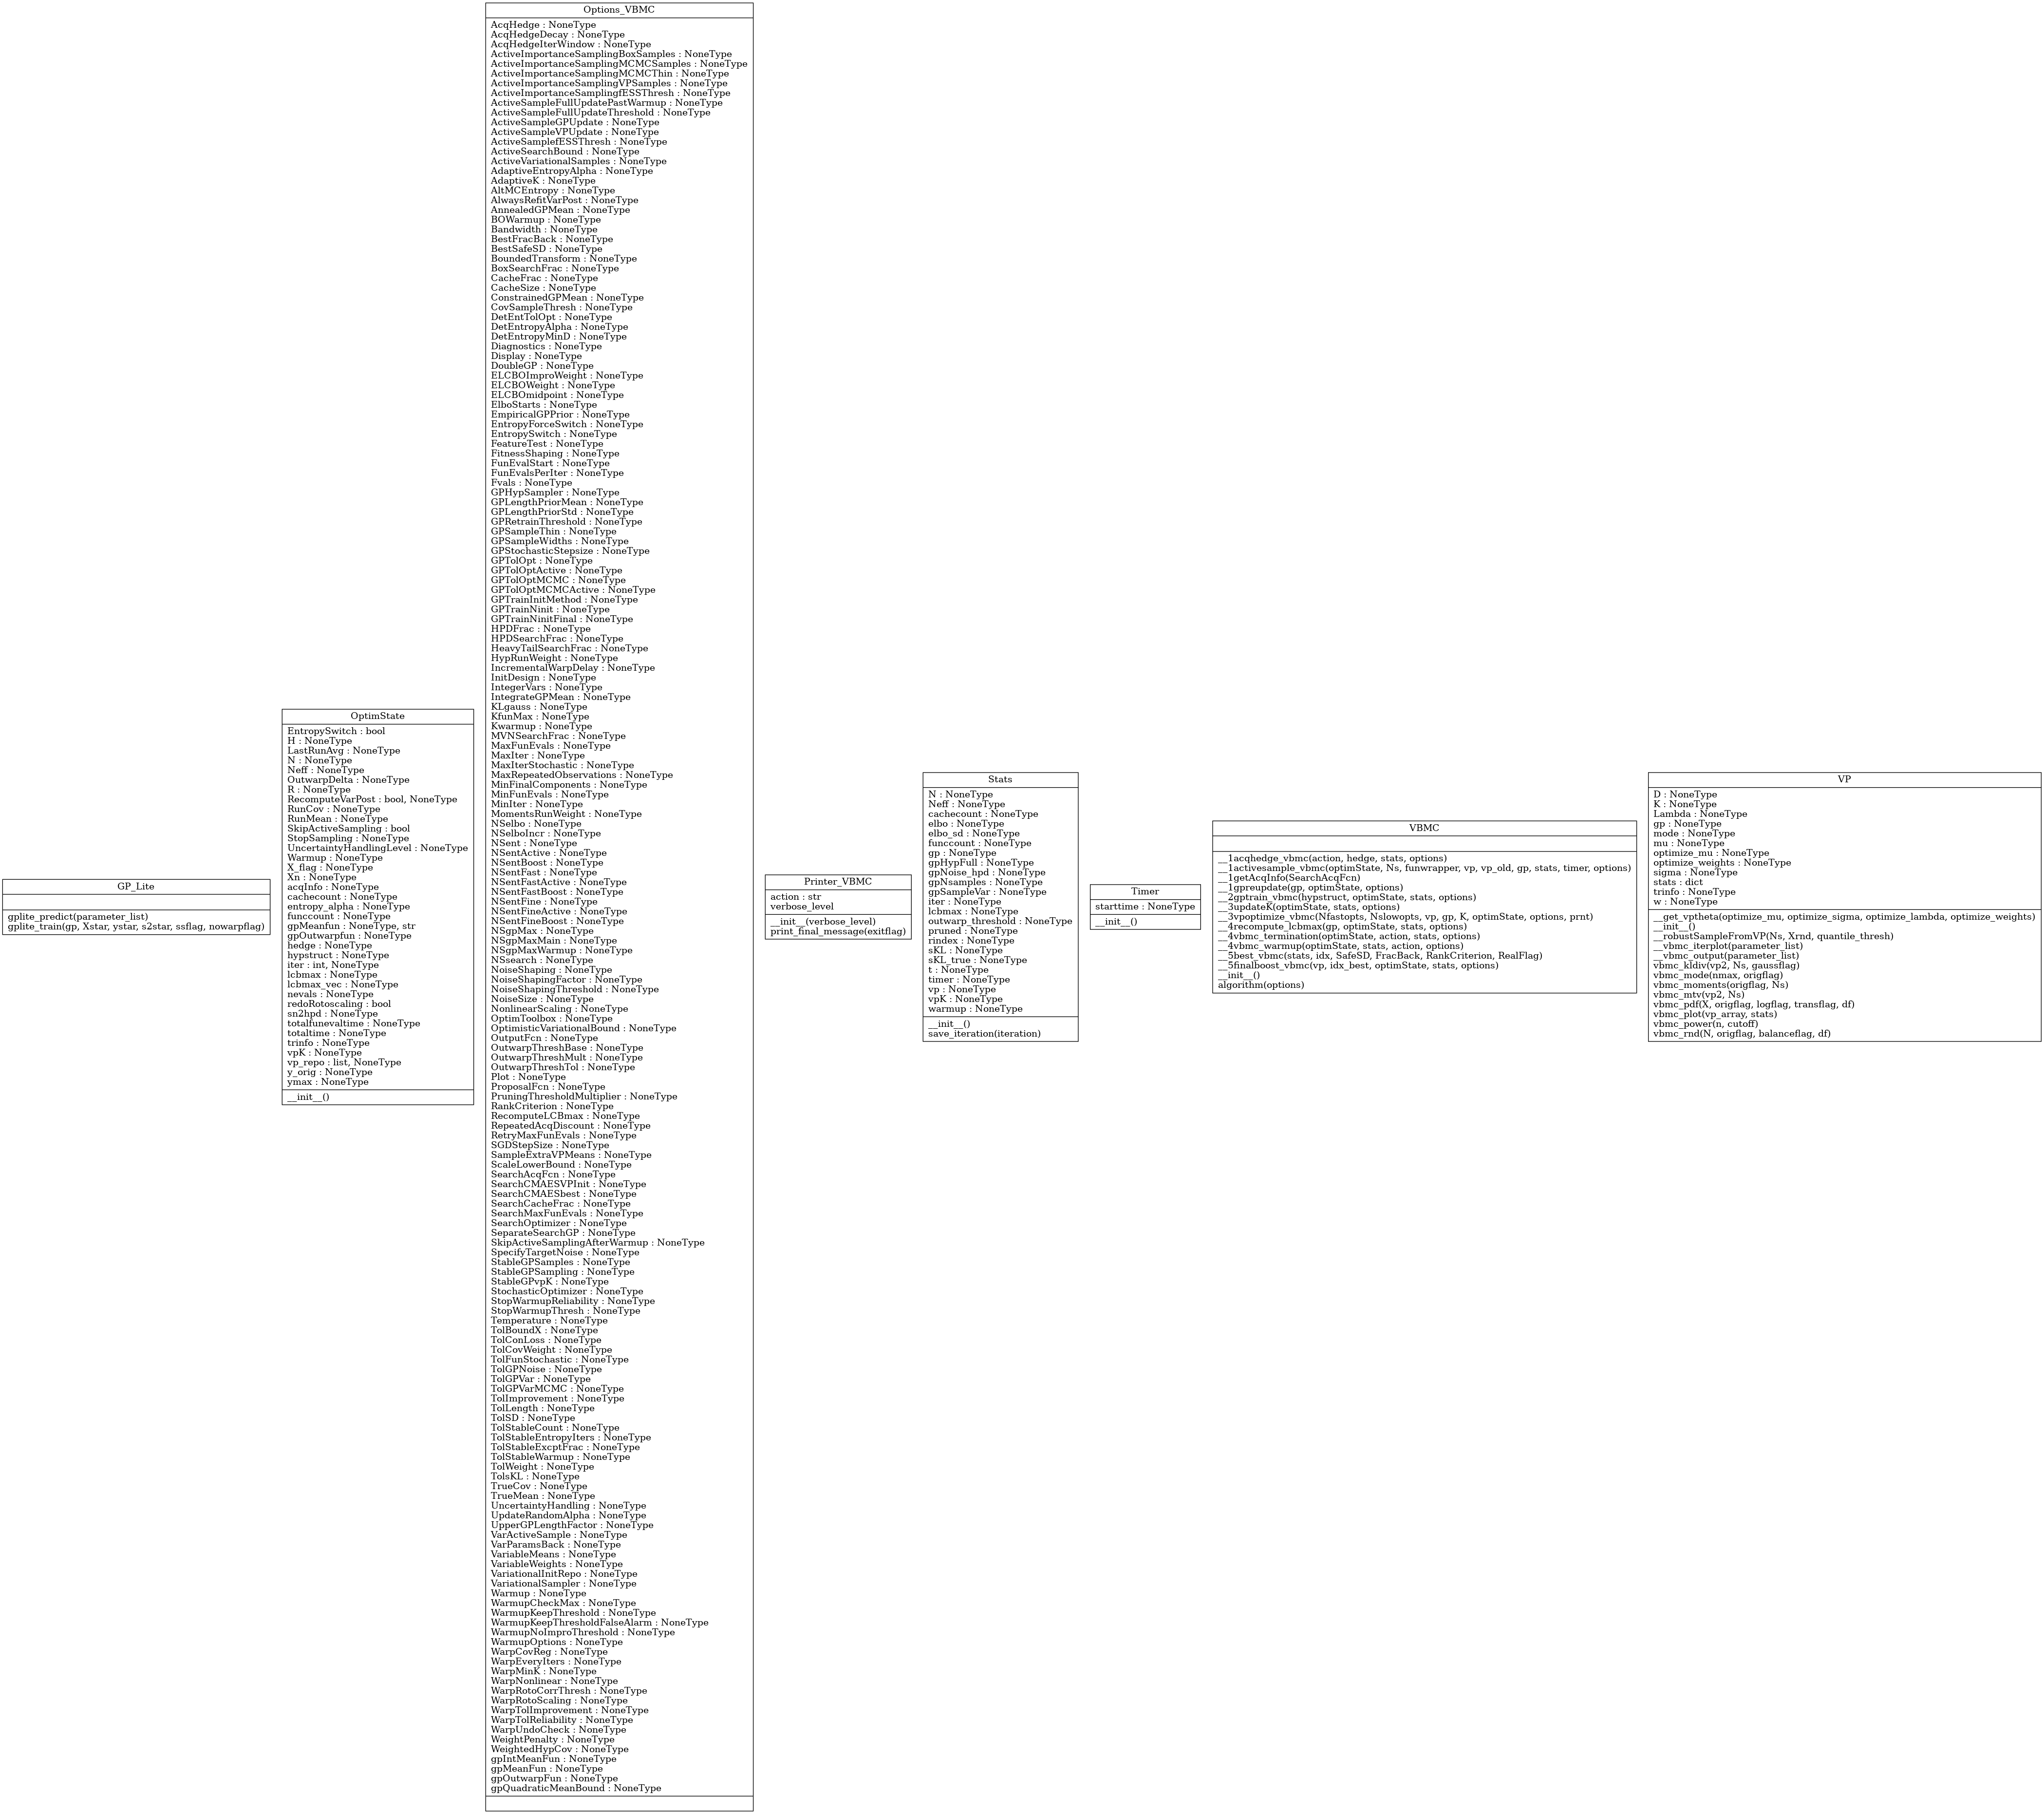 GP_Lite
gplite_predict(parameter_list)
gplite_train(gp, Xstar, ystar, s2star, ssflag, nowarpflag)
OptimState
EntropySwitch : bool
H : NoneType
LastRunAvg : NoneType
N : NoneType
Neff : NoneType
OutwarpDelta : NoneType
R : NoneType
RecomputeVarPost : bool, NoneType
RunCov : NoneType
RunMean : NoneType
SkipActiveSampling : bool
StopSampling : NoneType
UncertaintyHandlingLevel : NoneType
Warmup : NoneType
X_flag : NoneType
Xn : NoneType
acqInfo : NoneType
cachecount : NoneType
entropy_alpha : NoneType
funccount : NoneType
gpMeanfun : NoneType, str
gpOutwarpfun : NoneType
hedge : NoneType
hypstruct : NoneType
iter : int, NoneType
lcbmax : NoneType
lcbmax_vec : NoneType
nevals : NoneType
redoRotoscaling : bool
sn2hpd : NoneType
totalfunevaltime : NoneType
totaltime : NoneType
trinfo : NoneType
vpK : NoneType
vp_repo : list, NoneType
y_orig : NoneType
ymax : NoneType
__init__()
Options_VBMC
AcqHedge : NoneType
AcqHedgeDecay : NoneType
AcqHedgeIterWindow : NoneType
ActiveImportanceSamplingBoxSamples : NoneType
ActiveImportanceSamplingMCMCSamples : NoneType
ActiveImportanceSamplingMCMCThin : NoneType
ActiveImportanceSamplingVPSamples : NoneType
ActiveImportanceSamplingfESSThresh : NoneType
ActiveSampleFullUpdatePastWarmup : NoneType
ActiveSampleFullUpdateThreshold : NoneType
ActiveSampleGPUpdate : NoneType
ActiveSampleVPUpdate : NoneType
ActiveSamplefESSThresh : NoneType
ActiveSearchBound : NoneType
ActiveVariationalSamples : NoneType
AdaptiveEntropyAlpha : NoneType
AdaptiveK : NoneType
AltMCEntropy : NoneType
AlwaysRefitVarPost : NoneType
AnnealedGPMean : NoneType
BOWarmup : NoneType
Bandwidth : NoneType
BestFracBack : NoneType
BestSafeSD : NoneType
BoundedTransform : NoneType
BoxSearchFrac : NoneType
CacheFrac : NoneType
CacheSize : NoneType
ConstrainedGPMean : NoneType
CovSampleThresh : NoneType
DetEntTolOpt : NoneType
DetEntropyAlpha : NoneType
DetEntropyMinD : NoneType
Diagnostics : NoneType
Display : NoneType
DoubleGP : NoneType
ELCBOImproWeight : NoneType
ELCBOWeight : NoneType
ELCBOmidpoint : NoneType
ElboStarts : NoneType
EmpiricalGPPrior : NoneType
EntropyForceSwitch : NoneType
EntropySwitch : NoneType
FeatureTest : NoneType
FitnessShaping : NoneType
FunEvalStart : NoneType
FunEvalsPerIter : NoneType
Fvals : NoneType
GPHypSampler : NoneType
GPLengthPriorMean : NoneType
GPLengthPriorStd : NoneType
GPRetrainThreshold : NoneType
GPSampleThin : NoneType
GPSampleWidths : NoneType
GPStochasticStepsize : NoneType
GPTolOpt : NoneType
GPTolOptActive : NoneType
GPTolOptMCMC : NoneType
GPTolOptMCMCActive : NoneType
GPTrainInitMethod : NoneType
GPTrainNinit : NoneType
GPTrainNinitFinal : NoneType
HPDFrac : NoneType
HPDSearchFrac : NoneType
HeavyTailSearchFrac : NoneType
HypRunWeight : NoneType
IncrementalWarpDelay : NoneType
InitDesign : NoneType
IntegerVars : NoneType
IntegrateGPMean : NoneType
KLgauss : NoneType
KfunMax : NoneType
Kwarmup : NoneType
MVNSearchFrac : NoneType
MaxFunEvals : NoneType
MaxIter : NoneType
MaxIterStochastic : NoneType
MaxRepeatedObservations : NoneType
MinFinalComponents : NoneType
MinFunEvals : NoneType
MinIter : NoneType
MomentsRunWeight : NoneType
NSelbo : NoneType
NSelboIncr : NoneType
NSent : NoneType
NSentActive : NoneType
NSentBoost : NoneType
NSentFast : NoneType
NSentFastActive : NoneType
NSentFastBoost : NoneType
NSentFine : NoneType
NSentFineActive : NoneType
NSentFineBoost : NoneType
NSgpMax : NoneType
NSgpMaxMain : NoneType
NSgpMaxWarmup : NoneType
NSsearch : NoneType
NoiseShaping : NoneType
NoiseShapingFactor : NoneType
NoiseShapingThreshold : NoneType
NoiseSize : NoneType
NonlinearScaling : NoneType
OptimToolbox : NoneType
OptimisticVariationalBound : NoneType
OutputFcn : NoneType
OutwarpThreshBase : NoneType
OutwarpThreshMult : NoneType
OutwarpThreshTol : NoneType
Plot : NoneType
ProposalFcn : NoneType
PruningThresholdMultiplier : NoneType
RankCriterion : NoneType
RecomputeLCBmax : NoneType
RepeatedAcqDiscount : NoneType
RetryMaxFunEvals : NoneType
SGDStepSize : NoneType
SampleExtraVPMeans : NoneType
ScaleLowerBound : NoneType
SearchAcqFcn : NoneType
SearchCMAESVPInit : NoneType
SearchCMAESbest : NoneType
SearchCacheFrac : NoneType
SearchMaxFunEvals : NoneType
SearchOptimizer : NoneType
SeparateSearchGP : NoneType
SkipActiveSamplingAfterWarmup : NoneType
SpecifyTargetNoise : NoneType
StableGPSamples : NoneType
StableGPSampling : NoneType
StableGPvpK : NoneType
StochasticOptimizer : NoneType
StopWarmupReliability : NoneType
StopWarmupThresh : NoneType
Temperature : NoneType
TolBoundX : NoneType
TolConLoss : NoneType
TolCovWeight : NoneType
TolFunStochastic : NoneType
TolGPNoise : NoneType
TolGPVar : NoneType
TolGPVarMCMC : NoneType
TolImprovement : NoneType
TolLength : NoneType
TolSD : NoneType
TolStableCount : NoneType
TolStableEntropyIters : NoneType
TolStableExcptFrac : NoneType
TolStableWarmup : NoneType
TolWeight : NoneType
TolsKL : NoneType
TrueCov : NoneType
TrueMean : NoneType
UncertaintyHandling : NoneType
UpdateRandomAlpha : NoneType
UpperGPLengthFactor : NoneType
VarActiveSample : NoneType
VarParamsBack : NoneType
VariableMeans : NoneType
VariableWeights : NoneType
VariationalInitRepo : NoneType
VariationalSampler : NoneType
Warmup : NoneType
WarmupCheckMax : NoneType
WarmupKeepThreshold : NoneType
WarmupKeepThresholdFalseAlarm : NoneType
WarmupNoImproThreshold : NoneType
WarmupOptions : NoneType
WarpCovReg : NoneType
WarpEveryIters : NoneType
WarpMinK : NoneType
WarpNonlinear : NoneType
WarpRotoCorrThresh : NoneType
WarpRotoScaling : NoneType
WarpTolImprovement : NoneType
WarpTolReliability : NoneType
WarpUndoCheck : NoneType
WeightPenalty : NoneType
WeightedHypCov : NoneType
gpIntMeanFun : NoneType
gpMeanFun : NoneType
gpOutwarpFun : NoneType
gpQuadraticMeanBound : NoneType
Printer_VBMC
action : str
verbose_level
__init__(verbose_level)
print_final_message(exitflag)
Stats
N : NoneType
Neff : NoneType
cachecount : NoneType
elbo : NoneType
elbo_sd : NoneType
funccount : NoneType
gp : NoneType
gpHypFull : NoneType
gpNoise_hpd : NoneType
gpNsamples : NoneType
gpSampleVar : NoneType
iter : NoneType
lcbmax : NoneType
outwarp_threshold : NoneType
pruned : NoneType
rindex : NoneType
sKL : NoneType
sKL_true : NoneType
t : NoneType
timer : NoneType
vp : NoneType
vpK : NoneType
warmup : NoneType
__init__()
save_iteration(iteration)
Timer
starttime : NoneType
__init__()
VBMC
__1acqhedge_vbmc(action, hedge, stats, options)
__1activesample_vbmc(optimState, Ns, funwrapper, vp, vp_old, gp, stats, timer, options)
__1getAcqInfo(SearchAcqFcn)
__1gpreupdate(gp, optimState, options)
__2gptrain_vbmc(hypstruct, optimState, stats, options)
__3updateK(optimState, stats, options)
__3vpoptimize_vbmc(Nfastopts, Nslowopts, vp, gp, K, optimState, options, prnt)
__4recompute_lcbmax(gp, optimState, stats, options)
__4vbmc_termination(optimState, action, stats, options)
__4vbmc_warmup(optimState, stats, action, options)
__5best_vbmc(stats, idx, SafeSD, FracBack, RankCriterion, RealFlag)
__5finalboost_vbmc(vp, idx_best, optimState, stats, options)
__init__()
algorithm(options)
VP
D : NoneType
K : NoneType
Lambda : NoneType
gp : NoneType
mode : NoneType
mu : NoneType
optimize_mu : NoneType
optimize_weights : NoneType
sigma : NoneType
stats : dict
trinfo : NoneType
w : NoneType
__get_vptheta(optimize_mu, optimize_sigma, optimize_lambda, optimize_weights)
__init__()
__robustSampleFromVP(Ns, Xrnd, quantile_thresh)
__vbmc_iterplot(parameter_list)
__vbmc_output(parameter_list)
vbmc_kldiv(vp2, Ns, gaussflag)
vbmc_mode(nmax, origflag)
vbmc_moments(origflag, Ns)
vbmc_mtv(vp2, Ns)
vbmc_pdf(X, origflag, logflag, transflag, df)
vbmc_plot(vp_array, stats)
vbmc_power(n, cutoff)
vbmc_rnd(N, origflag, balanceflag, df)